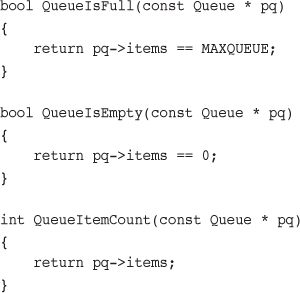 bool QueueIsFull(const Queue * pq)
{
    return pq->items == MAXQUEUE;
}
bool QueueIsEmpty(const Queue * pq)
{
    return pq->items == 0;
}
int QueueItemCount(const Queue * pq)
{
    return pq->items;
}